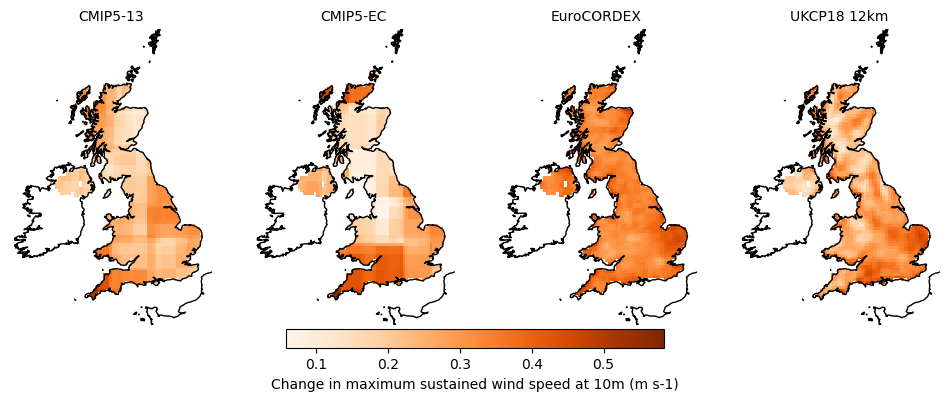 CMIP5-13
CMIP5-EC
EuroCORDEX
UKCP18 12km
0.1 0.2 0.3 0.4 0.5
Change in maximum sustained wind speed at 10m (m s-1)